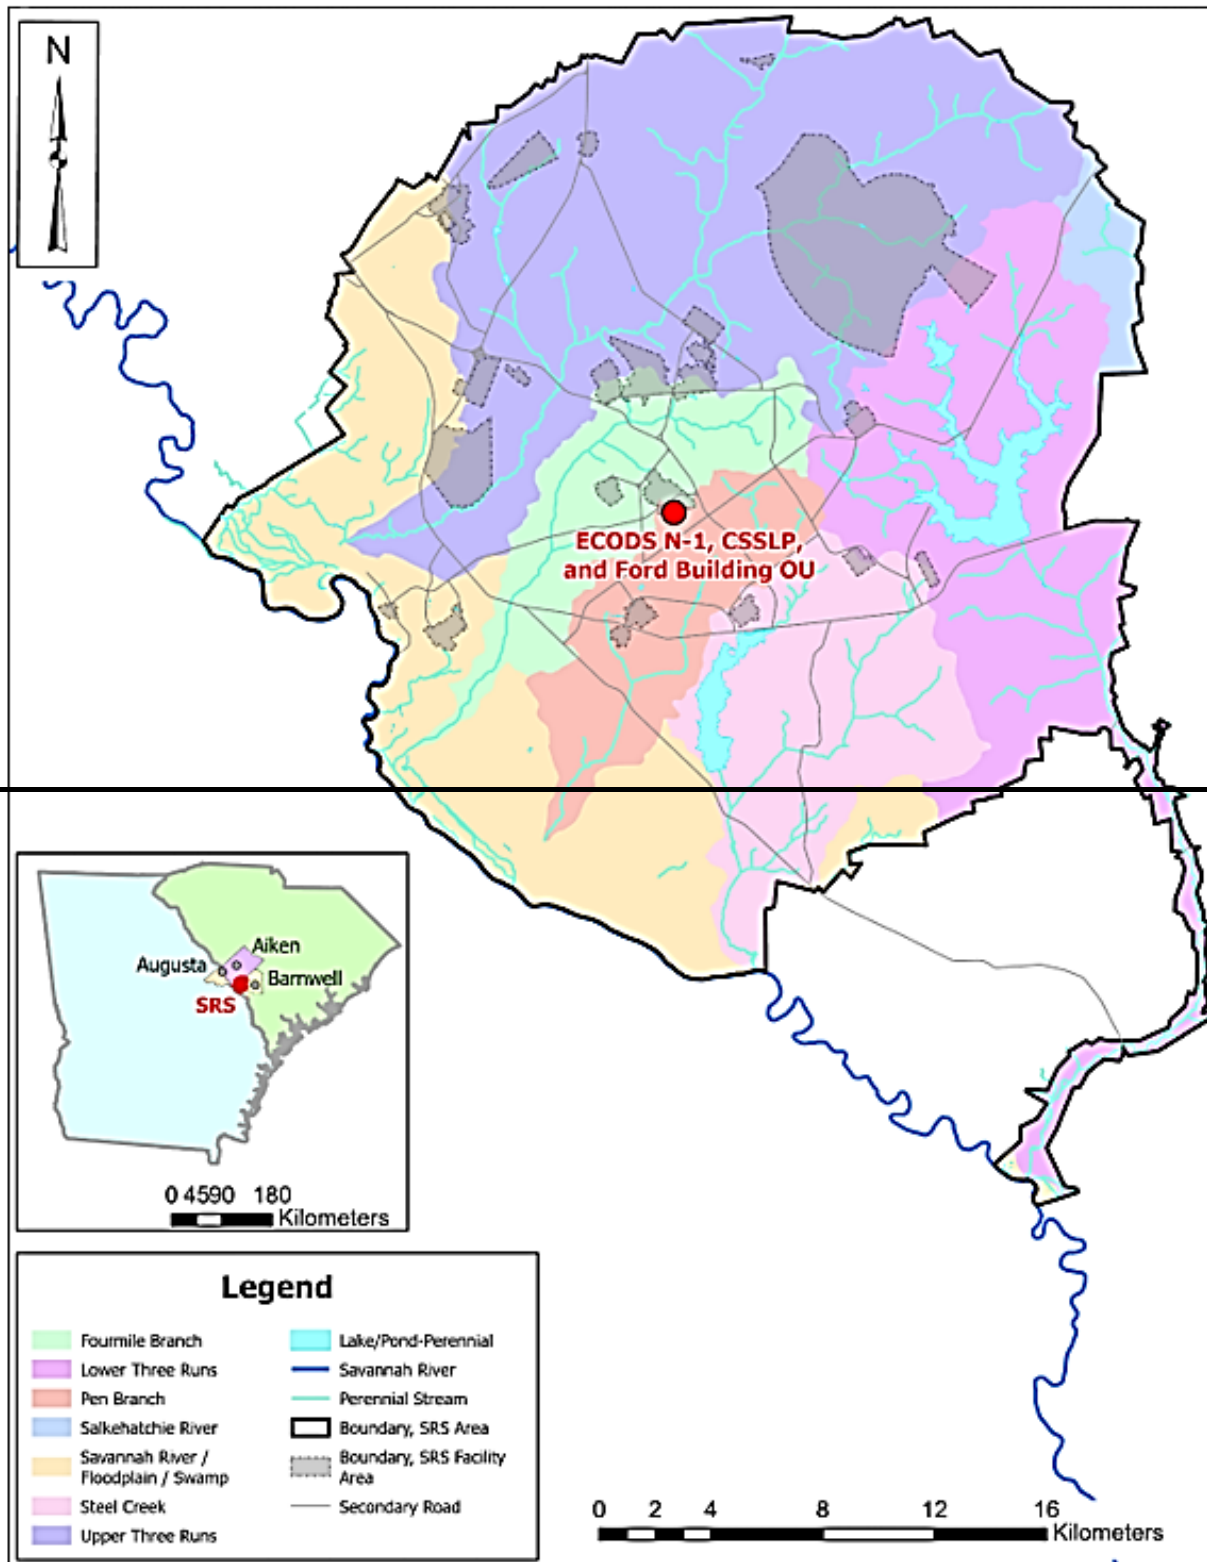 N
ECODS N-1, CSSLP,
and Ford Building OU
Aiken
Augusta
Barnwell
SRS
0 4590 180
Kilometers
Legend
Fourmile Branch
Lower Three Runs
Pen Branch
Salkehatchie River
Savannah River /
Floodplain / Swamp
Steel Creek
Upper Three Runs
Lake/Pond-Perennial
Savannah River
Perennial Stream
Boundary, SRS Area
Boundary, SRS Facility
Area
Secondary Road
0 2 4 8 12 16
Kilometers